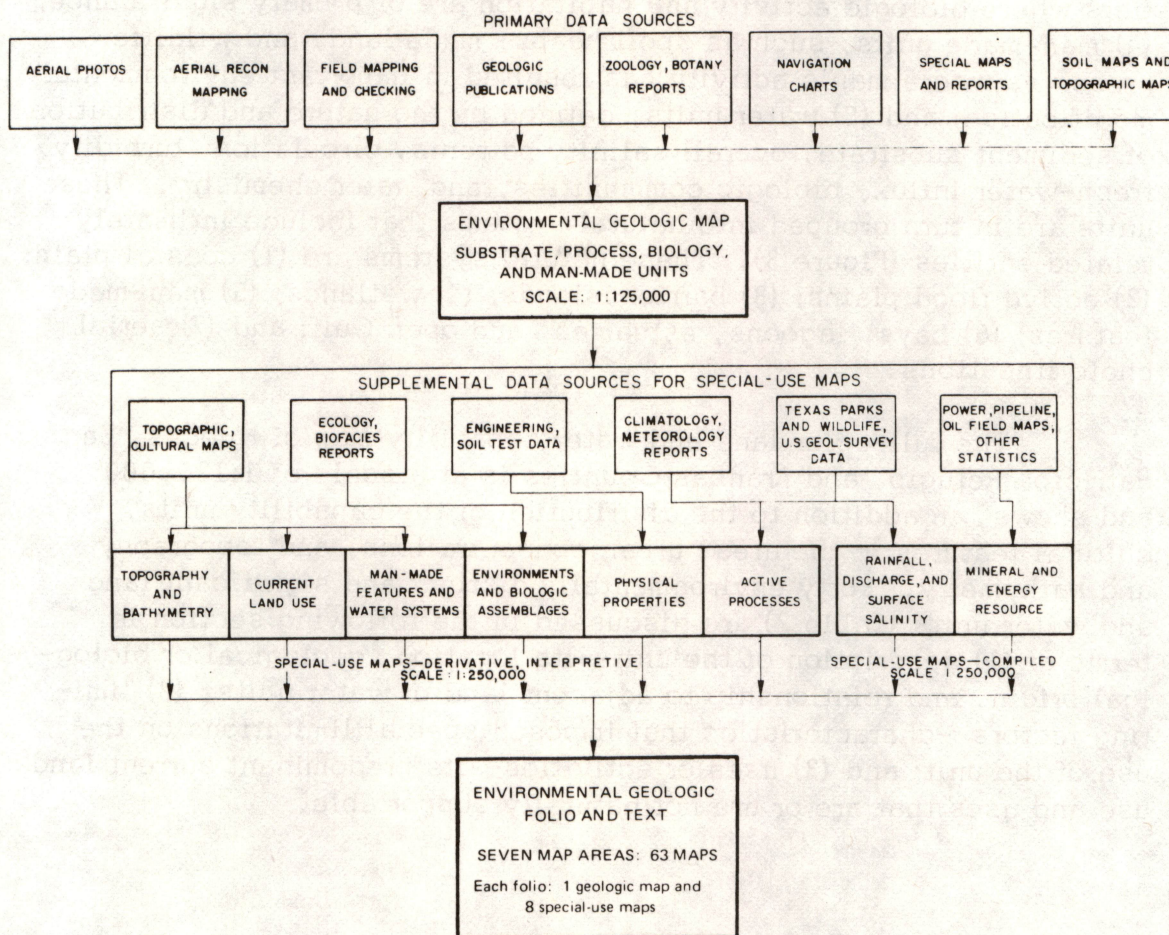 PRIMARY DATA SOURCES
AERIAL PHOTOS
AERIAL RECON
MAPPING
FIELD MAPPING
AND CHECKING
GEOLOGIC
PUBLICATIONS
ZOOLOGY, BOTANY
REPORTS
NAVIGATION
CHARTS
SPECIAL MAPS
AND REPORTS
SOIL MAPS AND
TOPOGRAPHIC MAPS
ENVIRONMENTAL GEOLOGIC MAP
SUBSTRATE, PROCESS, BIOLOGY,
AND MAN-MADE UNITS
SCALE: 1:125,000
SUPPLEMENTAL DATA SOURCES FOR SPECIAL-USE MAPS
TOPOGRAPHIC,
CULTURAL MAPS
ECOLOGY,
BIOFACIES
REPORTS
ENGINEERING,
SOIL TEST DATA
CLIMATOLOGY,
METEOROLOGY
REPORTS
TEXAS PARKS
AND WILDLIFE,
U.S. GEOL SURVEY
DATA
POWER, PIPELINE,
OIL FIELD MAPS,
OTHER
STATISTICS
TOPOGRAPHY
AND
BATHYMETRY
CURRENT
LAND USE
MAN-MADE
FEATURES AND
WATER SYSTEMS
ENVIRONMENTS
AND BIOLOGIC
ASSEMBLAGES
PHYSICAL
PROPERTIES
ACTIVE
PROCESSES
RAINFALL,
DISCHARGE, AND
SURFACE
SALINITY
MINERAL AND
ENERGY
RESOURCE
SPECIAL-USE MAPS—DERIVATIVE, INTERPRETIVE
SCALE: 1:250,000
SPECIAL-USE MAPS—COMPILED
SCALE 1:250,000
ENVIRONMENTAL GEOLOGIC
FOLIO AND TEXT
SEVEN MAP AREAS: 63 MAPS
Each folio: 1 geologic map and
8 special-use maps